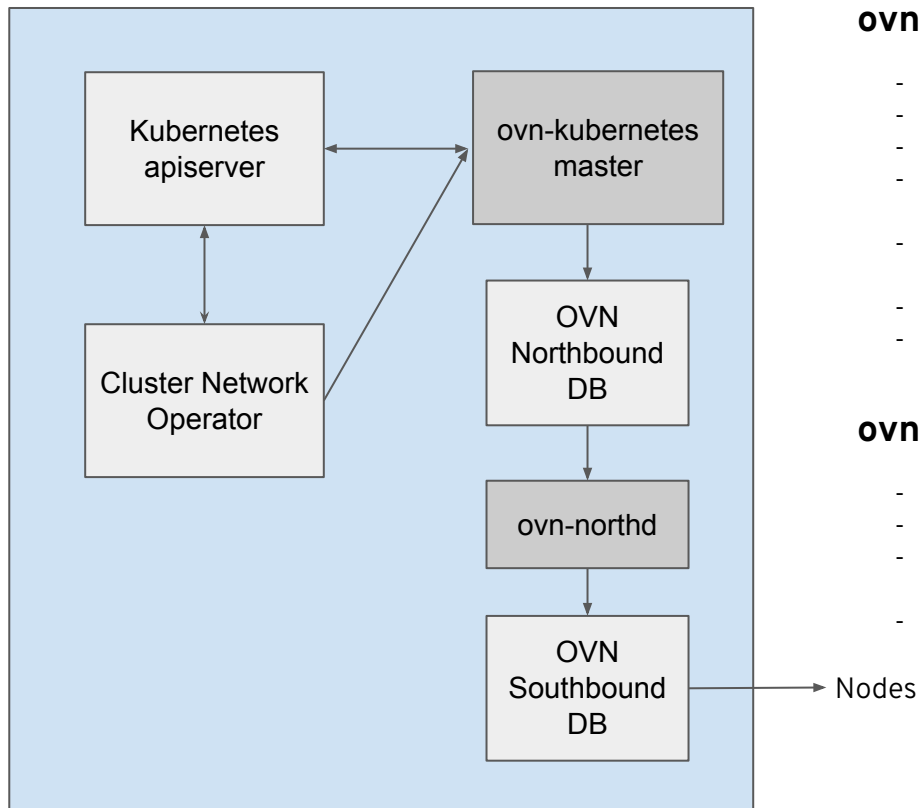 Kubernetes
apiserver
ovn-kubernetes
master
Cluster Network
Operator
OVN
Northbound
DB
ovn-northd
OVN
Southbound
DB
ovn
-
-
-
-
-
-
-
ovn
-
-
-
-
Nodes